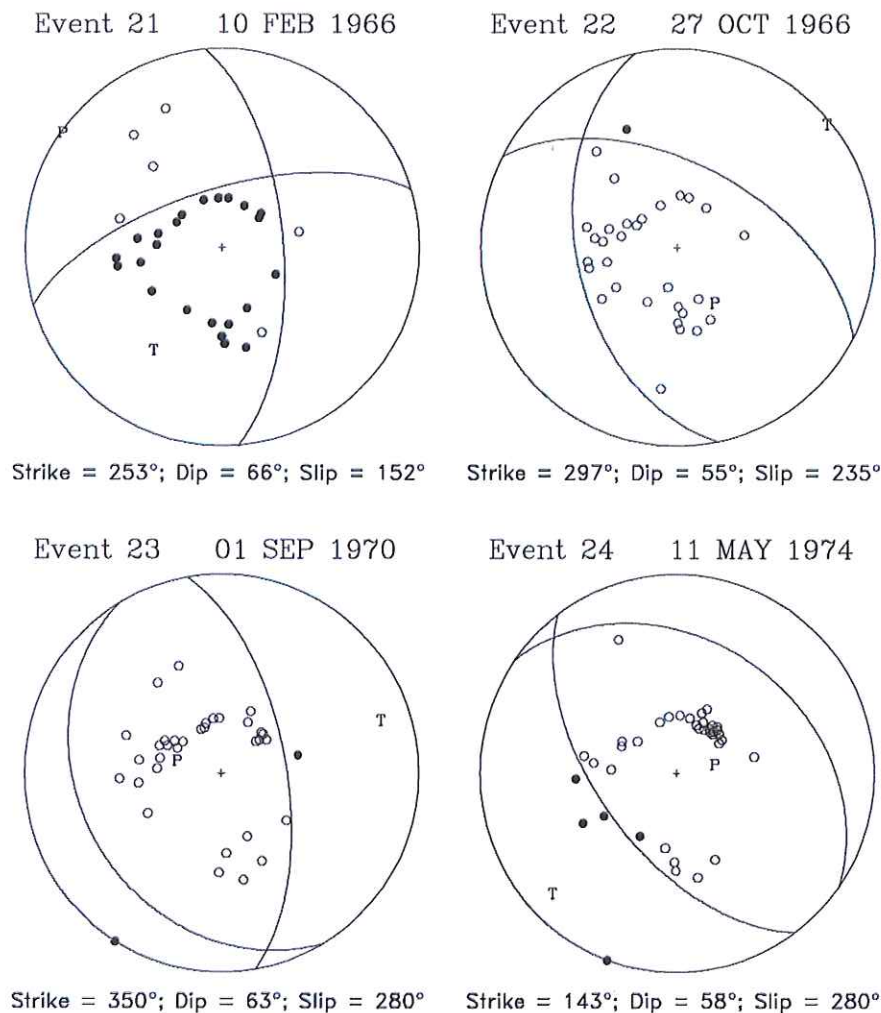 Event 21 10 FEB 1966
Event 22 27 OCT 1966
P
T
T
P
Strike = 253°; Dip = 66°; Slip = 152°
Strike = 297°; Dip = 55°; Slip = 235°
Event 23 01 SEP 1970
Event 24 11 MAY 1974
T
P
P
T
Strike = 350°; Dip = 63°; Slip = 280°
Strike = 143°; Dip = 58°; Slip = 280°